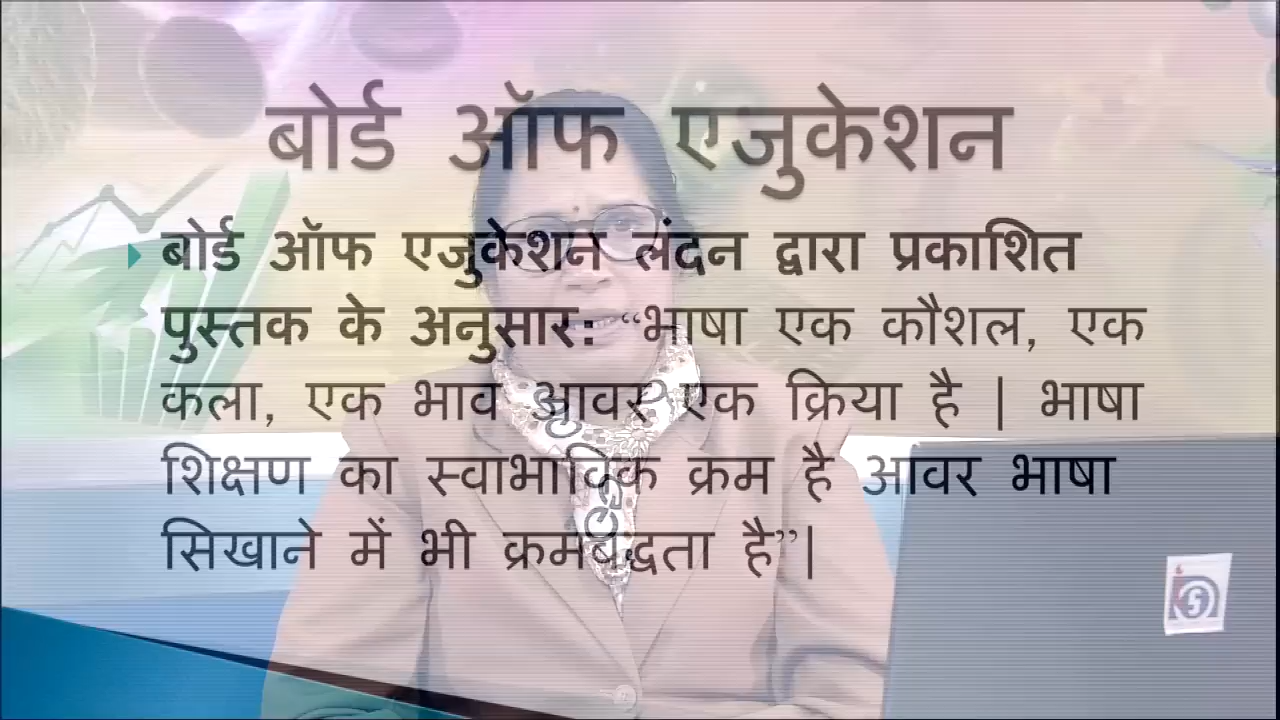 बोर्ड ऑफ एजुकेशन
बोर्ड ऑफ एजुकेशन लंदन द्वारा प्रकाशित
पुस्तक के अनुसार: “भाषा एक कौशल, एक
कला, एक भाव आवर एक क्रिया है | भाषा
शिक्षण का स्वाभाविक क्रम है आवर भाषा
सिखाने में भी क्रमबद्धता है”|